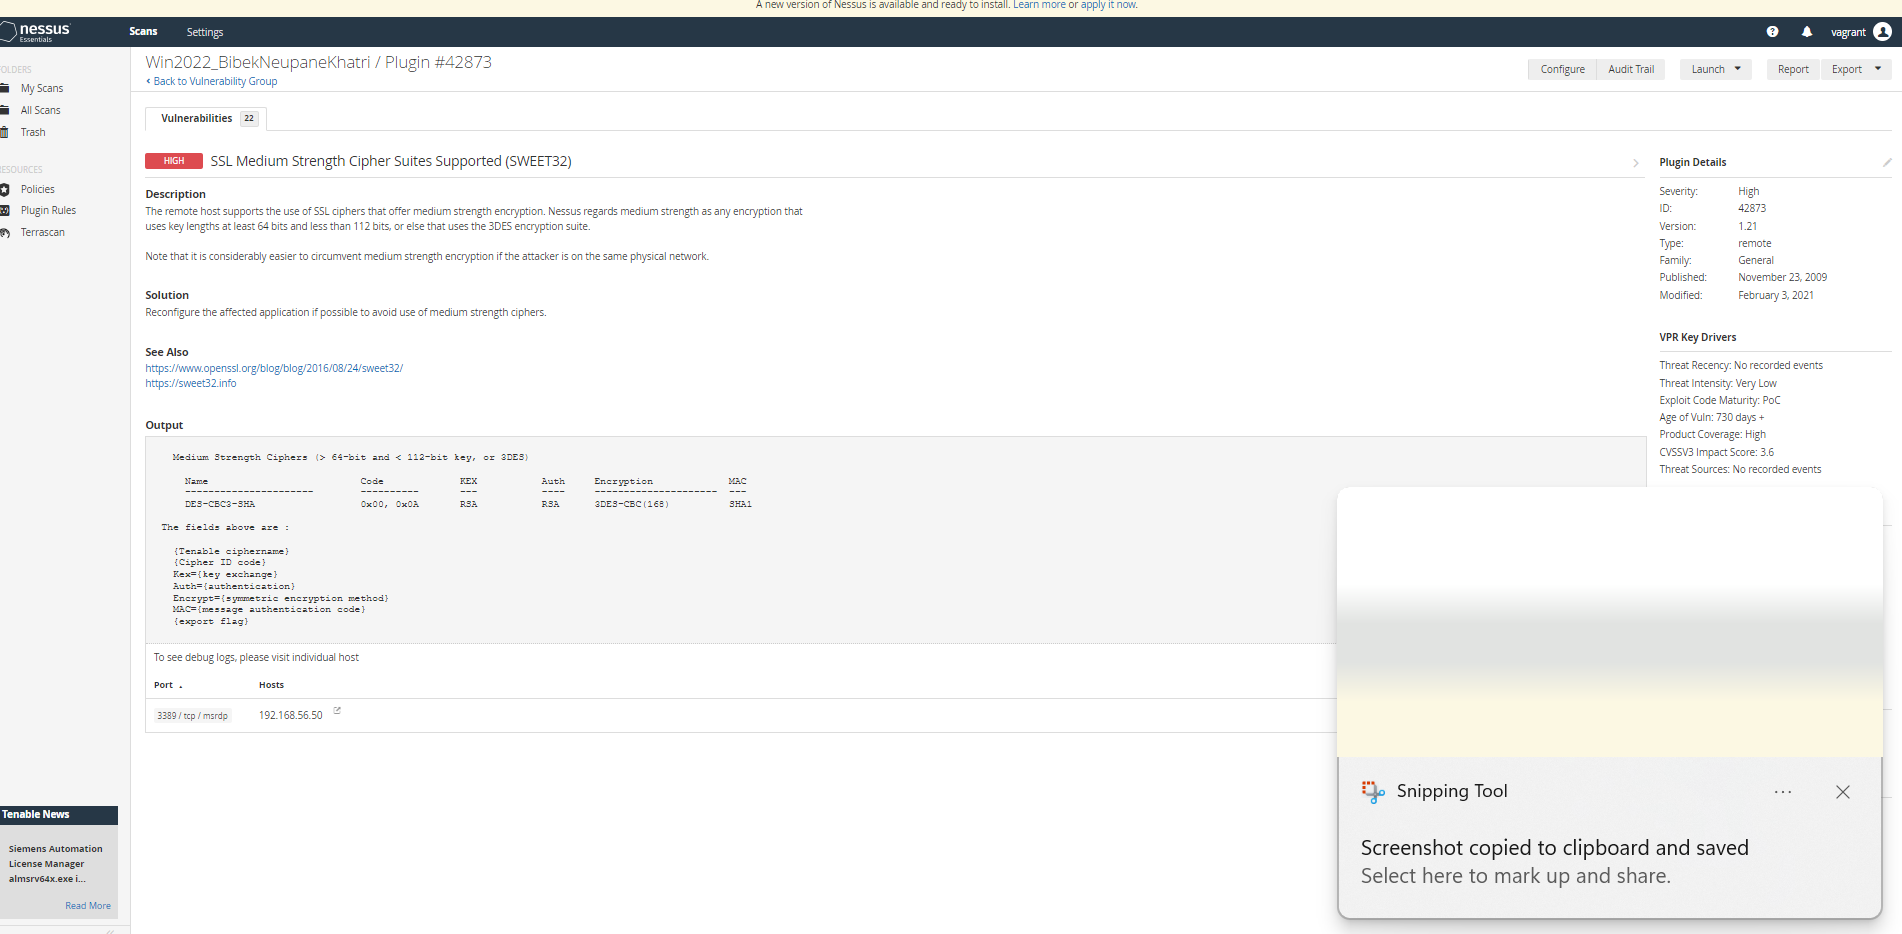 A new version of Nessus is available and ready to install. Learn more or apply it now.
nessus
Essentials
Scans
Settings
vagrant
Win2022_BibekNeupaneKhatri / Plugin #42873
‹ Back to Vulnerability Group
Configure
Audit Trail
Launch
Report
Export
OLDERS
My Scans
All Scans
Trash
ESOURCES
Policies
Plugin Rules
Terrascan
Vulnerabilities 22
HIGH SSL Medium Strength Cipher Suites Supported (SWEET32)
Description
The remote host supports the use of SSL ciphers that offer medium strength encryption. Nessus regards medium strength as any encryption that
uses key lengths at least 64 bits and less than 112 bits, or else that uses the 3DES encryption suite.
Note that it is considerably easier to circumvent medium strength encryption if the attacker is on the same physical network.
Solution
Reconfigure the affected application if possible to avoid use of medium strength ciphers.
See Also
https://www.openssl.org/blog/blog/2016/08/24/sweet32/
https://sweet32.info
Output
Medium Strength Ciphers (> 64-bit and < 112-bit key, or 3DES)
Name Code KEX Auth Encryption MAC
---------------------- ---------- --- ---- --------------------- ---
DES-CBC3-SHA 0x00, 0x0A RSA RSA 3DES-CBC(168) SHA1
The fields above are :
{Tenable ciphername}
{Cipher ID code}
Kex={key exchange}
Auth={authentication}
Encrypt={symmetric encryption method}
MAC={message authentication code}
{export flag}
To see debug logs, please visit individual host
Port Hosts
3389 / tcp / msrdp 192.168.56.50
Plugin Details
Severity: High
ID: 42873
Version: 1.21
Type: remote
Family: General
Published: November 23, 2009
Modified: February 3, 2021
VPR Key Drivers
Threat Recency: No recorded events
Threat Intensity: Very Low
Exploit Code Maturity: PoC
Age of Vuln: 730 days +
Product Coverage: High
CVSSV3 Impact Score: 3.6
Threat Sources: No recorded events
Tenable News
Siemens Automation
License Manager
almsrv64x.exe i...
Read More
Snipping Tool
Screenshot copied to clipboard and saved
Select here to mark up and share.